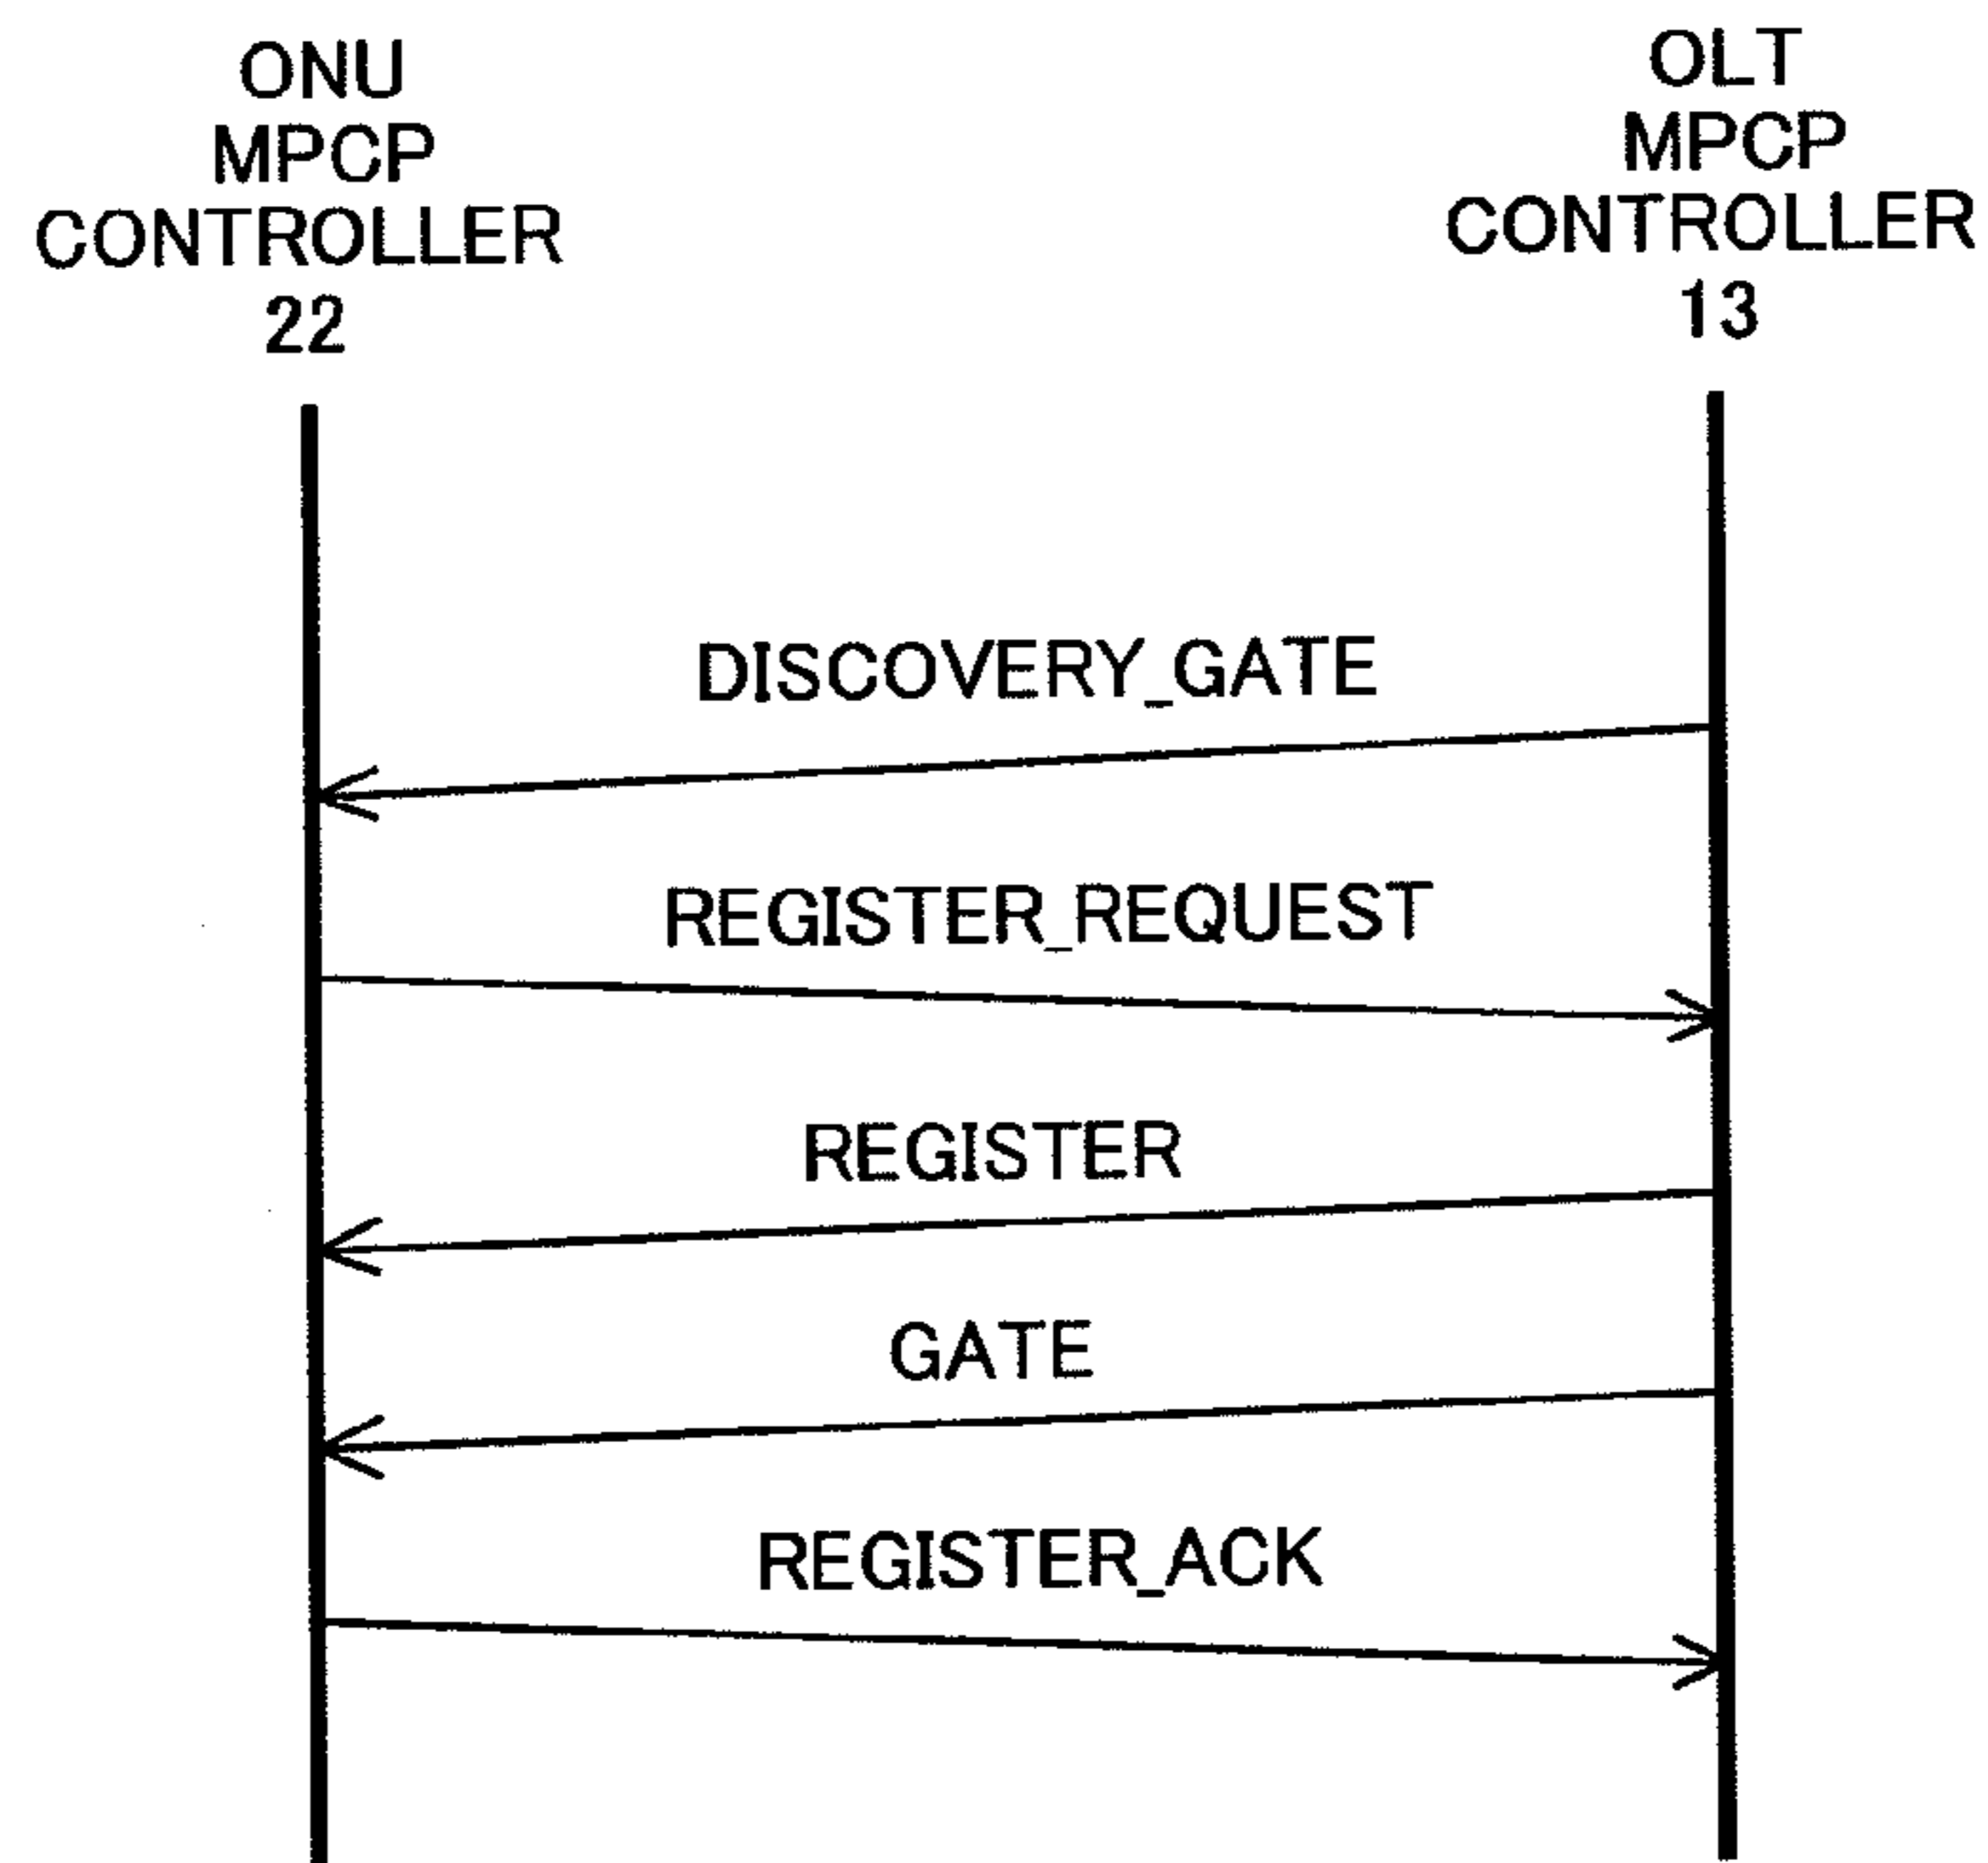 ONU
MPCP
CONTROLLER
22
OLT
MPCP
CONTROLLER
13
DISCOVERY_GATE
REGISTER_REQUEST
REGISTER
GATE
REGISTER_ACK